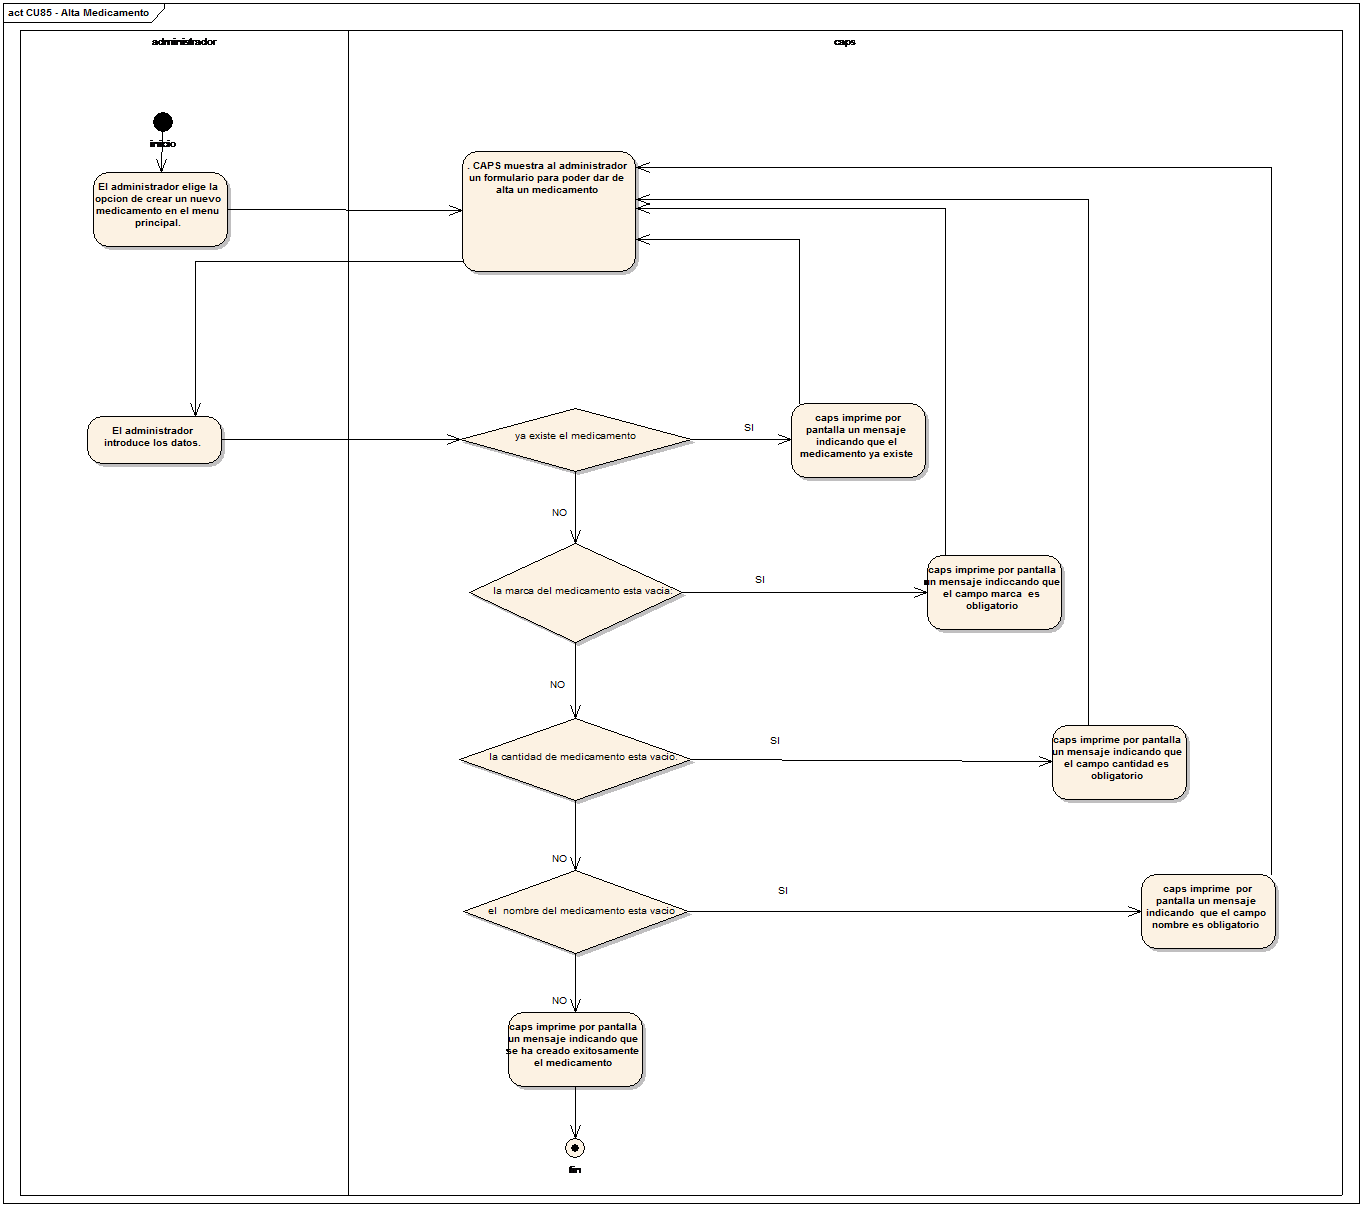 act CU85 - Alta Medicamento
administrador
caps
inicio
El administrador elige la
opcion de crear un nuevo
medicamento en el menu
principal.
. CAPS muestra al administrador
un formulario para poder dar de
alta un medicamento
El administrador
introduce los datos.
ya existe el medicamento
SI
caps imprime por
pantalla un mensaje
indicando que el
medicamento ya existe
NO
la marca del medicamento esta vacia.
SI
caps imprime por pantalla
un mensaje indiccando que
el campo marca  es
obligatorio
NO
la cantidad de medicamento esta vacio.
SI
caps imprime por pantalla
un mensaje indicando que
el campo cantidad es
obligatorio
NO
el  nombre del medicamento esta vacio
SI
caps imprime  por
pantalla un mensaje
indicando  que el campo
nombre es obligatorio
NO
caps imprime por pantalla
un mensaje indicando que
se ha creado exitosamente
el medicamento
fin